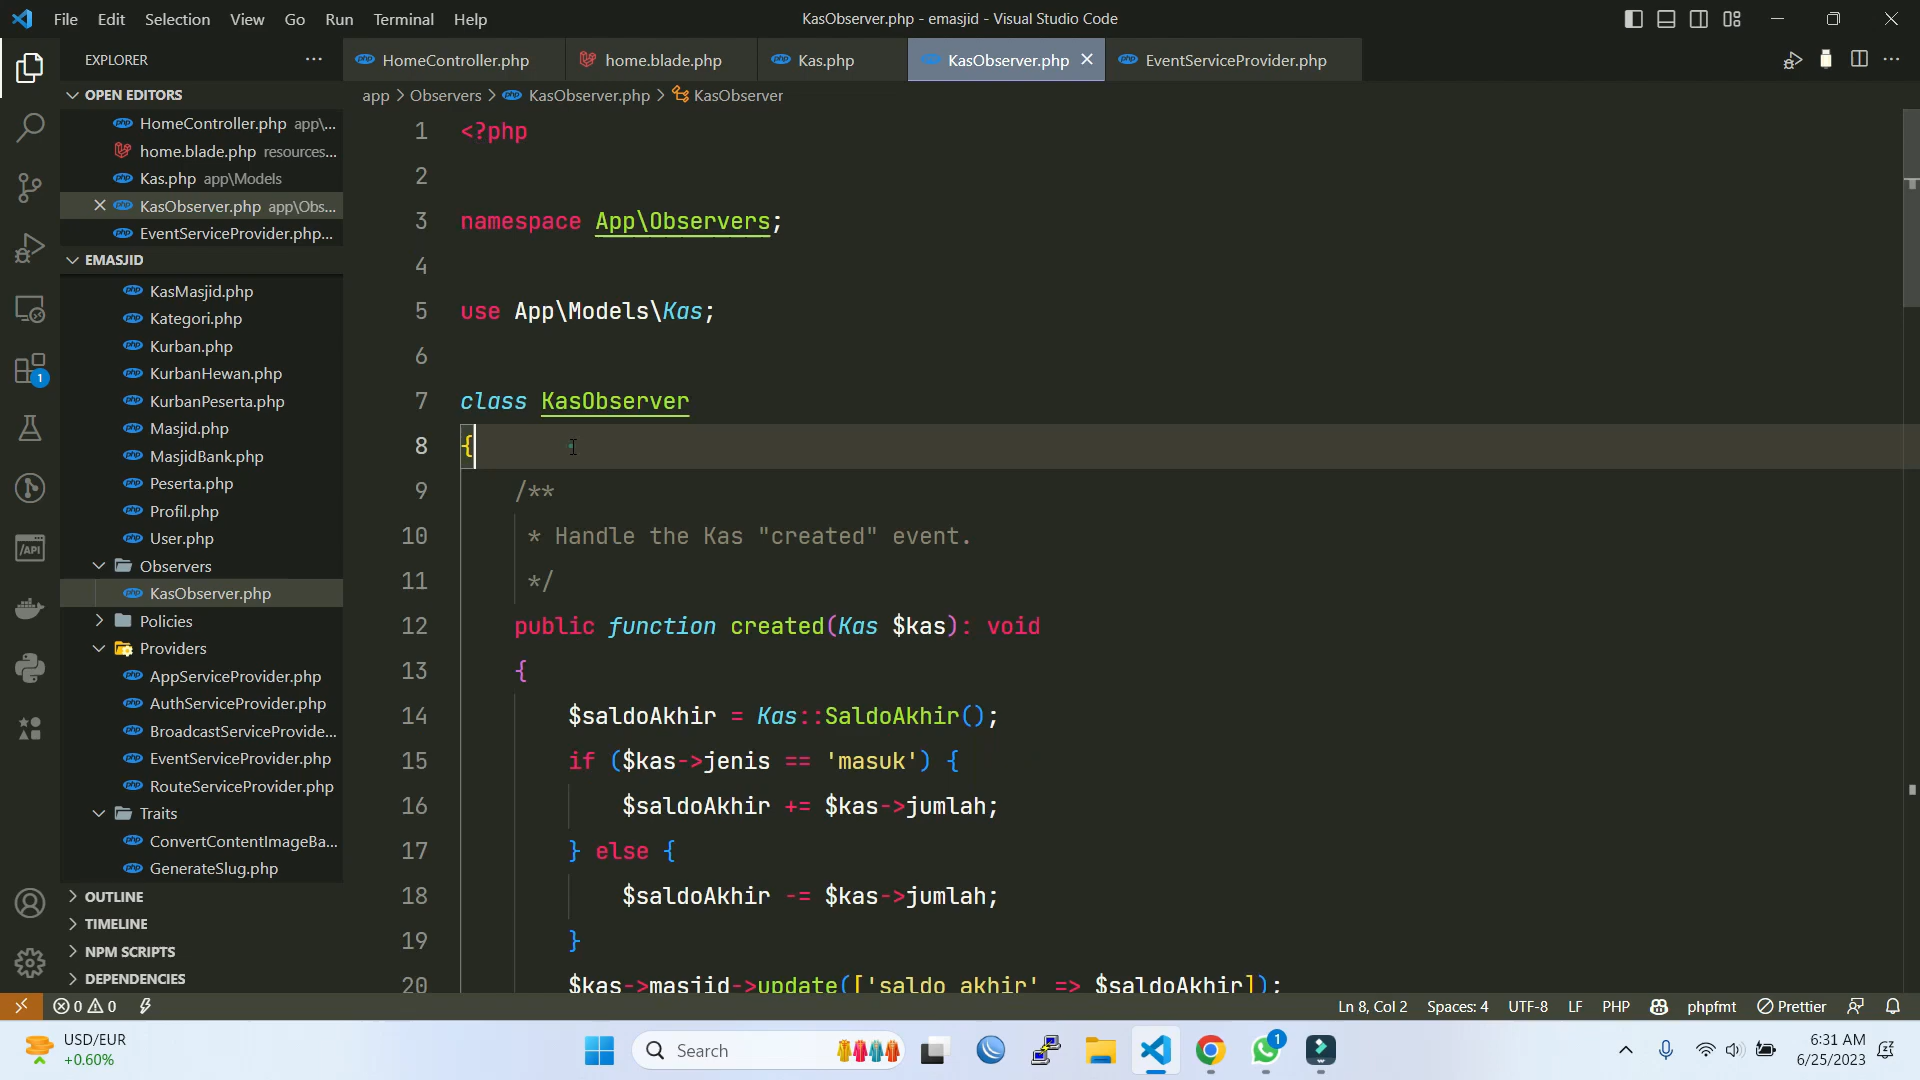 File Edit Selection View Go Run Terminal Help
KasObserver.php - emasjid - Visual Studio Code
EXPLORER
HomeController.php
home.blade.php
Kas.php
KasObserver.php
EventServiceProvider.php
app > Observers > KasObserver.php > KasObserver
OPEN EDITORS
HomeController.php app\...
home.blade.php resources...
Kas.php app\Models
KasObserver.php app\Obs...
EventServiceProvider.php...
EMASJID
KasMasjid.php
Kategori.php
Kurban.php
KurbanHewan.php
KurbanPeserta.php
Masjid.php
MasjidBank.php
Peserta.php
Profil.php
User.php
Observers
KasObserver.php
Policies
Providers
AppServiceProvider.php
AuthServiceProvider.php
BroadcastServiceProvide...
EventServiceProvider.php
RouteServiceProvider.php
Traits
ConvertContentImageBa...
GenerateSlug.php
OUTLINE
TIMELINE
NPM SCRIPTS
DEPENDENCIES
1 <?php
2
3 namespace App\Observers;
4
5 use App\Models\Kas;
6
7 class KasObserver
8 {
9 /**
10 * Handle the Kas "created" event.
11 */
12 public function created(Kas $kas): void
13 {
14 $saldoAkhir = Kas::SaldoAkhir();
15 if ($kas->jenis == 'masuk') {
16 $saldoAkhir += $kas->jumlah;
17 } else {
18 $saldoAkhir -= $kas->jumlah;
19 }
20 $kas->masjid->update(['saldo_akhir' => $saldoAkhir]);
0 0
Ln 8, Col 2 Spaces: 4 UTF-8 LF PHP phpfmt Prettier
1
/API
USD/EUR
+0.60%
Search
1
6:31 AM
6/25/2023